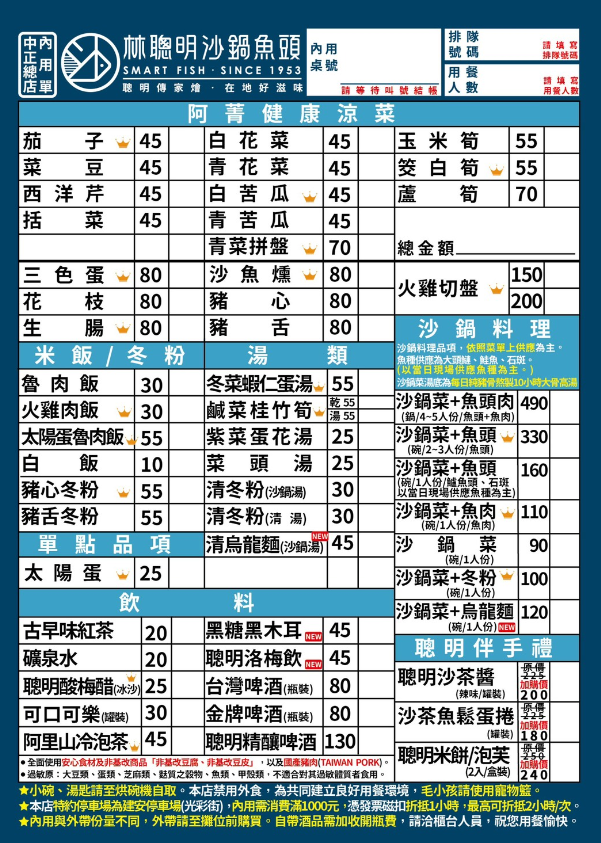 內用單
中正總店
林聰明沙鍋魚頭
SMART FISH · SINCE 1953
聰明傳家燴 · 在地好滋味
內用
桌號
請等待叫號結帳
排隊
號碼
請填寫
排隊號碼
用餐
人數
請填寫
用餐人數
阿菁健康涼菜
茄子 45
菜豆 45
西洋芹 45
括菜 45
三色蛋 80
花枝 80
生腸 80
白花菜 45
青花菜 45
白苦瓜 45
青苦瓜 45
青菜拼盤 70
沙魚燻 80
豬心 80
豬舌 80
玉米筍 55
筊白筍 55
蘆筍 70
總金額
火雞切盤 150
200
米飯/冬粉
魯肉飯 30
火雞肉飯 30
太陽蛋魯肉飯 55
白飯 10
豬心冬粉 55
豬舌冬粉 55
單點品項
太陽蛋 25
湯類
冬菜蝦仁蛋湯 55
鹹菜桂竹筍 乾 55
湯 55
紫菜蛋花湯 25
菜頭湯 25
清冬粉(沙鍋湯) 30
清冬粉(清 湯) 30
清烏龍麵(沙鍋湯) NEW 45
沙鍋料理
沙鍋料理品項，依照菜單上供應為主。
魚種供應為大頭鰱、鮭魚、石斑。
(以當日現場供應魚種為主。)
沙鍋菜湯底為每日純豬骨熬製10小時大骨高湯
沙鍋菜+魚頭肉 490
(鍋/4~5人份/魚頭+魚肉)
沙鍋菜+魚頭 330
(碗/2~3人份/魚頭)
沙鍋菜+魚頭 160
(碗/1人份/鱸魚頭、石斑
以當日現場供應魚種為主)
沙鍋菜+魚肉 110
(碗/1人份/魚肉)
沙鍋菜 90
(碗/1人份)
沙鍋菜+冬粉 100
(碗/1人份)
沙鍋菜+烏龍麵 120
(碗/1人份) NEW
飲料
古早味紅茶 20
礦泉水 20
聰明酸梅醋(冰沙) 25
可口可樂(罐裝) 30
阿里山冷泡茶 45
黑糖黑木耳 NEW 45
聰明洛梅飲 NEW 45
台灣啤酒(瓶裝) 80
金牌啤酒(瓶裝) 80
聰明精釀啤酒 130
聰明伴手禮
聰明沙茶醬
(辣味/罐裝)
原價
225
加購價
200
沙茶魚鬆蛋捲
(罐裝)
原價
225
加購價
180
聰明米餅/泡芙
(2入/盒裝)
原價
250
加購價
240
●全面使用安心食材及非基改商品「非基改豆腐、非基改豆皮」，以及國產豬肉(TAIWAN PORK)。
●過敏原：大豆類、蛋類、芝麻類、麩質之穀物、魚類、甲殼類，不適合對其過敏體質者食用。
★小碗、湯匙請至烘碗機自取。本店禁用外食，為共同建立良好用餐環境，毛小孩請使用寵物籃。
★本店特約停車場為建安停車場(光彩街)，內用需消費滿1000元，憑發票磁扣折抵1小時，最高可折抵2小時/次。
★內用與外帶份量不同，外帶請至攤位前購買。自帶酒品需加收開瓶費，請洽櫃台人員，祝您用餐愉快。